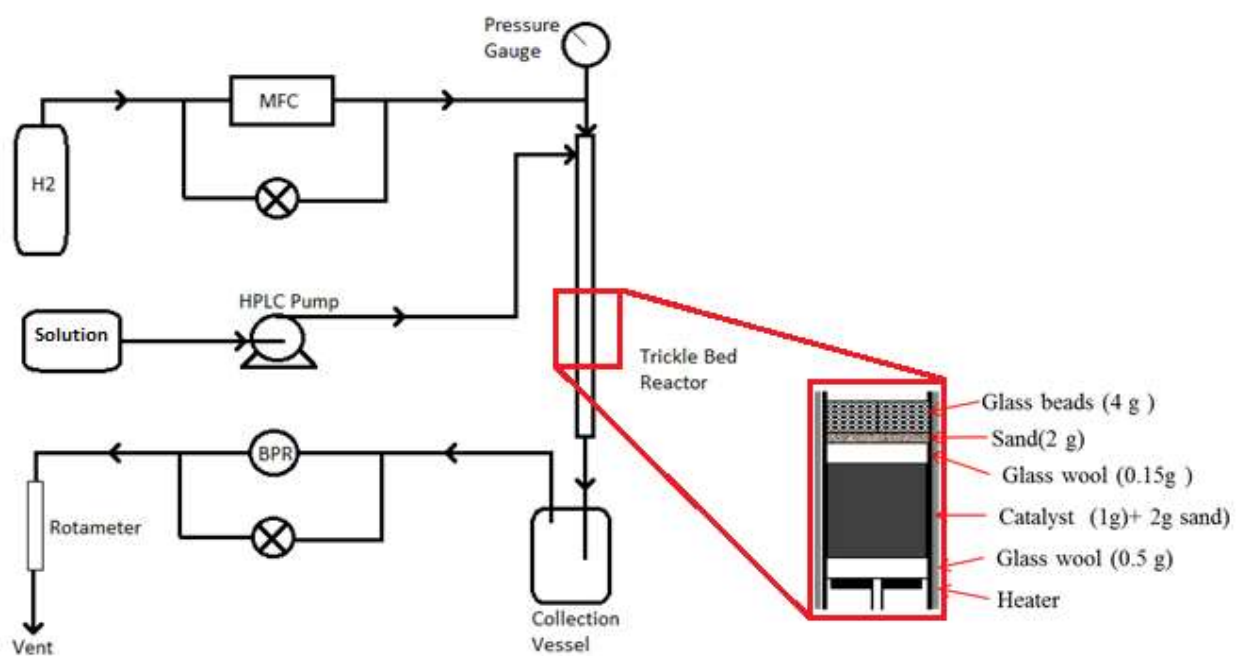 Pressure
Gauge
MFC
H2
HPLC Pump
Solution
Trickle Bed
Reactor
Glass beads (4 g )
Sand(2 g)
Glass wool (0.15g )
Catalyst (1g)+ 2g sand)
Glass wool (0.5 g)
Heater
BPR
Rotameter
Collection
Vessel
Vent